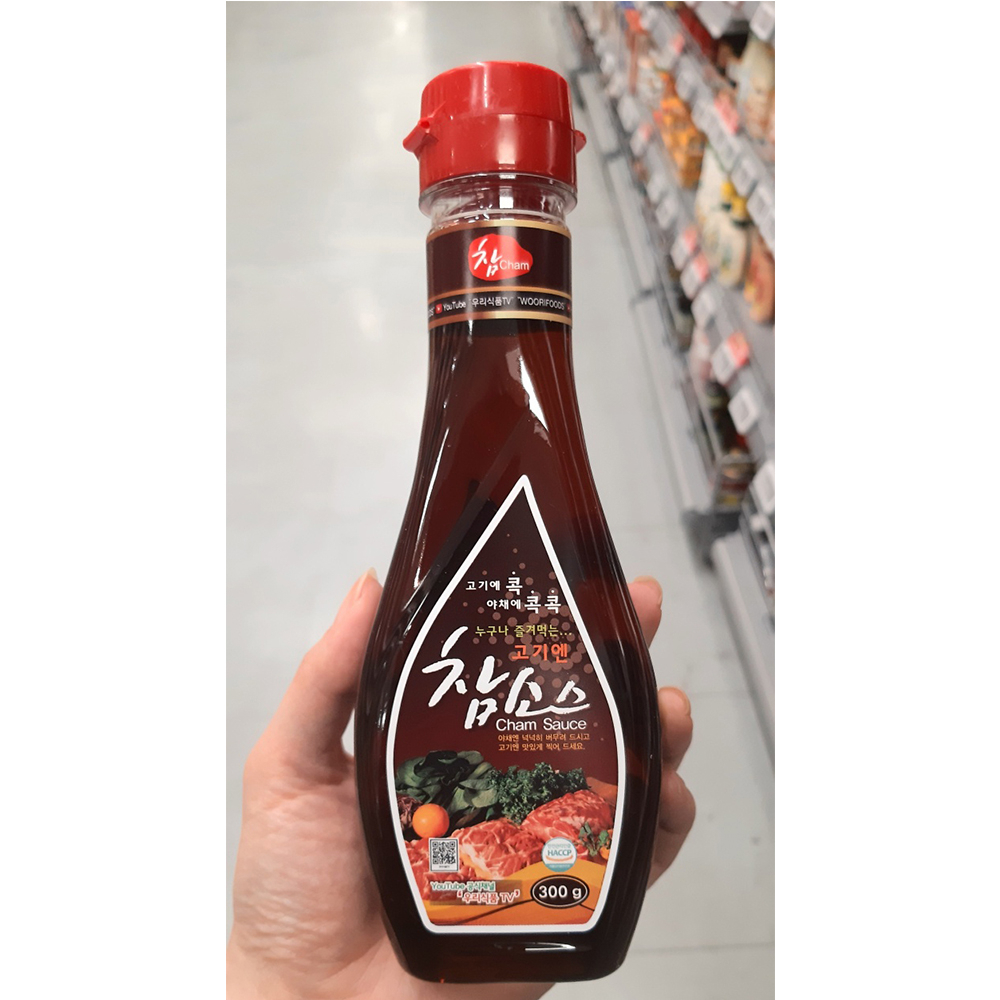 참 Cham
YouTube "우리식품TV" "WOORIFOODS"
고기에 콕
야채에 콕콕
누구나 즐겨먹는...
고기엔
참소스
Cham Sauce
야채엔 넉넉히 버무려 드시고
고기엔 맛있게 찍어 드세요.
HACCP
YouTube 공식채널
'우리식품TV'
300 g